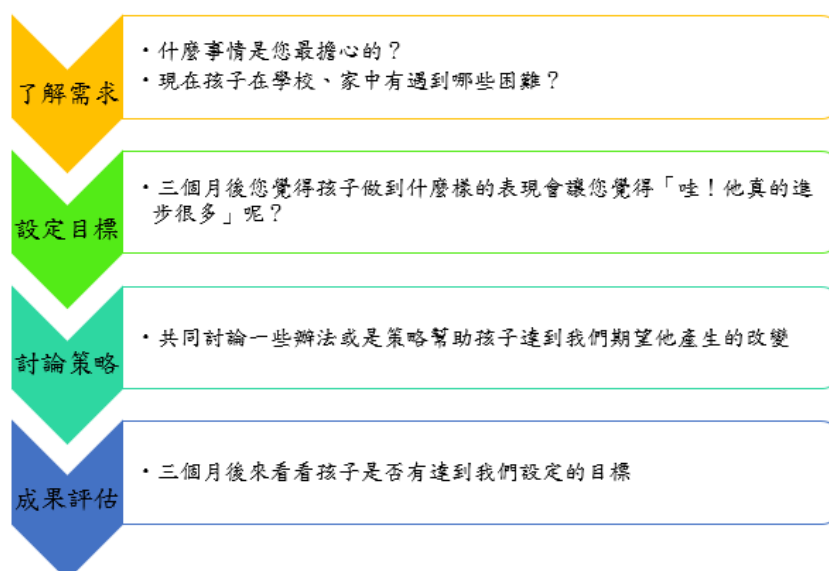 了解需求
・什麼事情是您最擔心的？
・現在孩子在學校、家中有遇到哪些困難？
設定目標
・三個月後您覺得孩子做到什麼樣的表現會讓您覺得「哇！他真的進
步很多」呢？
討論策略
・共同討論一些辦法或是策略幫助孩子達到我們期望他產生的改變
成果評估
・三個月後來看看孩子是否有達到我們設定的目標